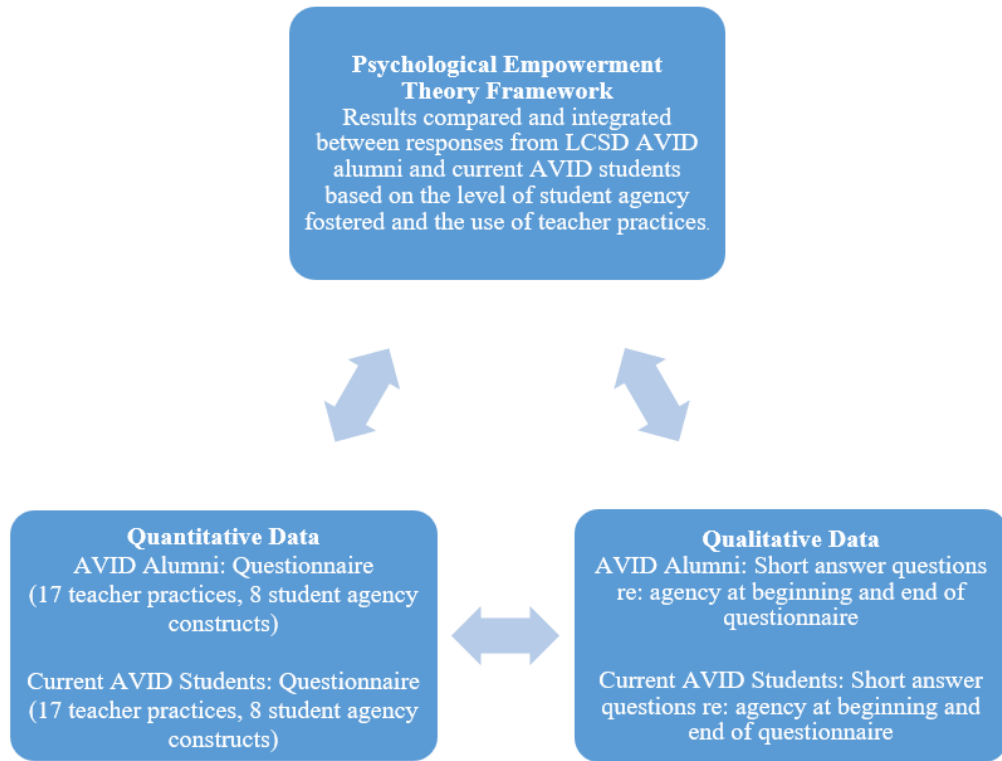 Psychological Empowerment
Theory Framework
Results compared and integrated
between responses from LCSD AVID
alumni and current AVID students
based on the level of student agency
fostered and the use of teacher practices.
Quantitative Data
AVID Alumni: Questionnaire
(17 teacher practices, 8 student agency
constructs)
Current AVID Students: Questionnaire
(17 teacher practices, 8 student agency
constructs)
Qualitative Data
AVID Alumni: Short answer questions
re: agency at beginning and end of
questionnaire
Current AVID Students: Short answer
questions re: agency at beginning and
end of questionnaire